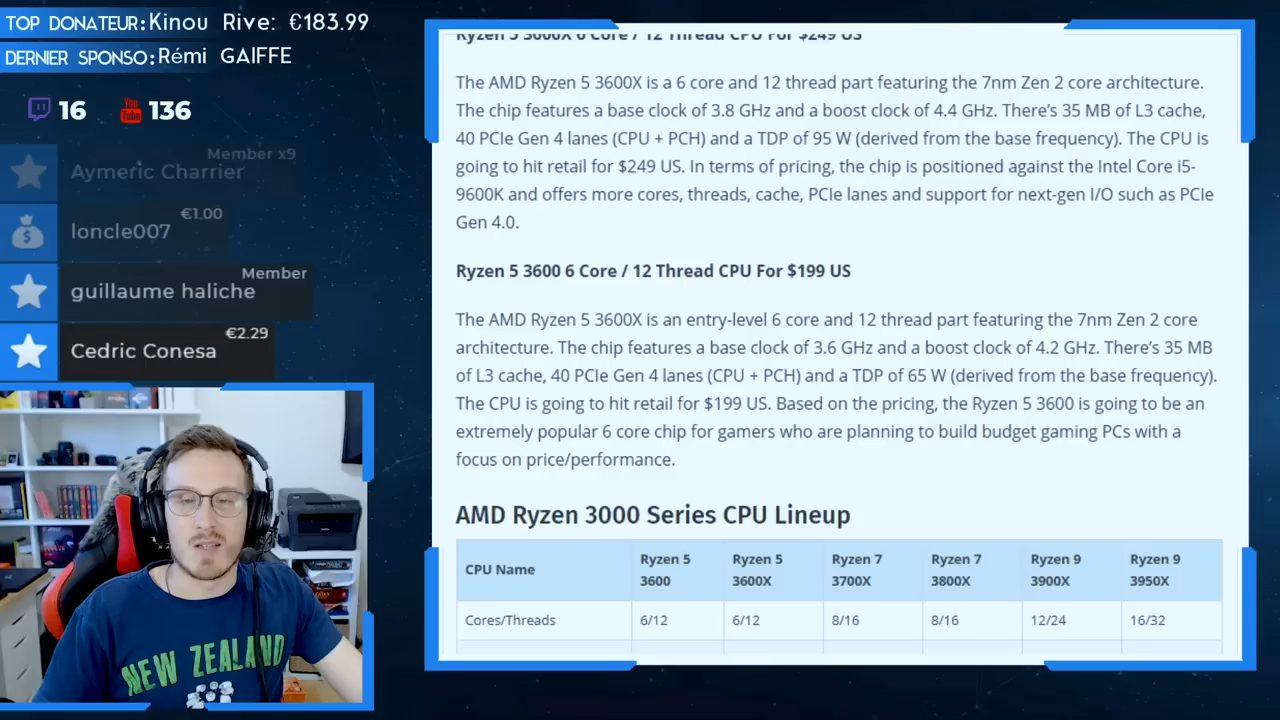 TOP DONATEUR:Kinou Rive: €183.99
DERNIER SPONSO:Rémi GAIFFE
16
You
Tube
136
Member x9
Aymeric Charrier
€1.00
loncle007
Member
guillaume haliche
€2.29
Cedric Conesa
NEW ZEALAND
Ryzen 5 3600X 6 Core / 12 Thread CPU For $249 US
The AMD Ryzen 5 3600X is a 6 core and 12 thread part featuring the 7nm Zen 2 core architecture.
The chip features a base clock of 3.8 GHz and a boost clock of 4.4 GHz. There's 35 MB of L3 cache,
40 PCIe Gen 4 lanes (CPU + PCH) and a TDP of 95 W (derived from the base frequency). The CPU is
going to hit retail for $249 US. In terms of pricing, the chip is positioned against the Intel Core i5-
9600K and offers more cores, threads, cache, PCIe lanes and support for next-gen I/O such as PCIe
Gen 4.0.
Ryzen 5 3600 6 Core / 12 Thread CPU For $199 US
The AMD Ryzen 5 3600X is an entry-level 6 core and 12 thread part featuring the 7nm Zen 2 core
architecture. The chip features a base clock of 3.6 GHz and a boost clock of 4.2 GHz. There's 35 MB
of L3 cache, 40 PCIe Gen 4 lanes (CPU + PCH) and a TDP of 65 W (derived from the base frequency).
The CPU is going to hit retail for $199 US. Based on the pricing, the Ryzen 5 3600 is going to be an
extremely popular 6 core chip for gamers who are planning to build budget gaming PCs with a
focus on price/performance.
AMD Ryzen 3000 Series CPU Lineup
CPU Name Ryzen 5 3600 Ryzen 5 3600X Ryzen 7 3700X Ryzen 7 3800X Ryzen 9 3900X Ryzen 9 3950X
Cores/Threads 6/12 6/12 8/16 8/16 12/24 16/32